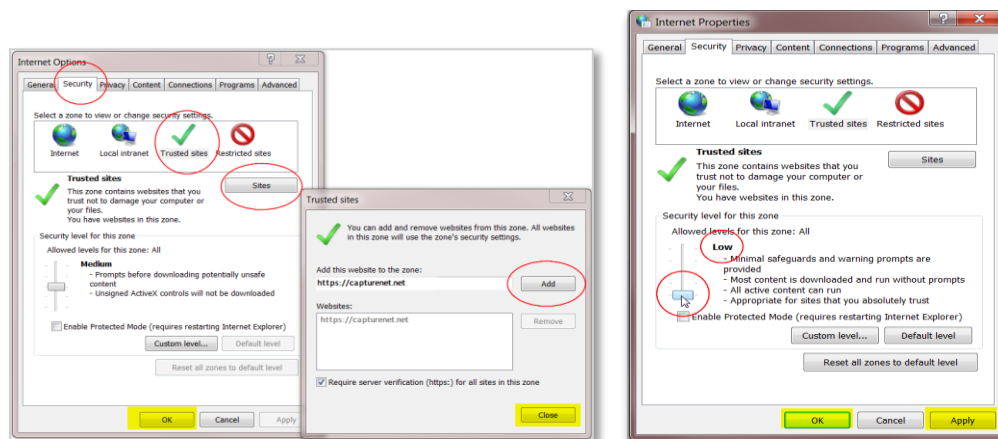 Internet Options
General Security Privacy Content Connections Programs Advanced
Select a zone to view or change security settings.
Internet Local intranet Trusted sites Restricted sites
Trusted sites
This zone contains websites that you
trust not to damage your computer or
your files.
You have websites in this zone.
Sites
Security level for this zone
Allowed levels for this zone: All
Medium
- Prompts before downloading potentially unsafe
content
- Unsigned ActiveX controls will not be downloaded
Enable Protected Mode (requires restarting Internet Explorer)
Custom level... Default level
Reset all zones to default level
OK Cancel Apply
Trusted sites
You can add and remove websites from this zone. All websites
in this zone will use the zone's security settings.
Add this website to the zone:
https://capturenet.net
Add
Websites:
https://capturenet.net
Remove
Require server verification (https:) for all sites in this zone
Close
Internet Properties
General Security Privacy Content Connections Programs Advanced
Select a zone to view or change security settings.
Internet Local intranet Trusted sites Restricted sites
Trusted sites
This zone contains websites that you
trust not to damage your computer or
your files.
You have websites in this zone.
Sites
Security level for this zone
Allowed levels for this zone: All
Low
- Minimal safeguards and warning prompts are
provided
- Most content is downloaded and run without prompts
- All active content can run
- Appropriate for sites that you absolutely trust
Enable Protected Mode (requires restarting Internet Explorer)
Custom level... Default level
Reset all zones to default level
OK Cancel Apply